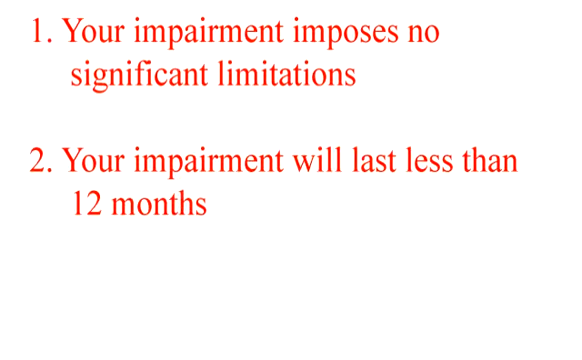 1. Your impairment imposes no
significant limitations
2. Your impairment will last less than
12 months